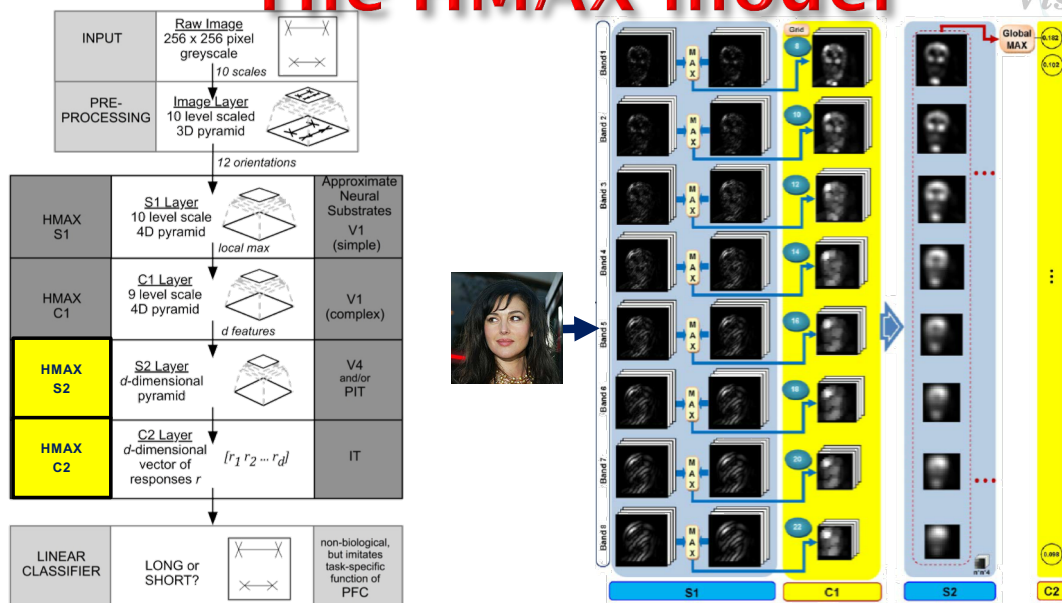 The HMAX model
INPUT
Raw Image
256 x 256 pixel
greyscale
10 scales
PRE-
PROCESSING
Image Layer
10 level scaled
3D pyramid
12 orientations
HMAX
S1
S1 Layer
10 level scale
4D pyramid
local max
Approximate
Neural
Substrates
V1
(simple)
HMAX
C1
C1 Layer
9 level scale
4D pyramid
d features
V1
(complex)
HMAX
S2
S2 Layer
d-dimensional
pyramid
V4
and/or
PIT
HMAX
C2
C2 Layer
d-dimensional
vector of
responses r
[r1 r2 ... rd]
IT
LINEAR
CLASSIFIER
LONG or
SHORT?
non-biological,
but imitates
task-specific
function of
PFC
Grid
Band 1
MAX
8
Band 2
MAX
10
Band 3
MAX
12
Band 4
MAX
14
Band 5
MAX
16
Band 6
MAX
18
Band 7
MAX
20
Band 8
MAX
22
Global
MAX
0.182
0.102
n*n*4
S1
C1
S2
C2